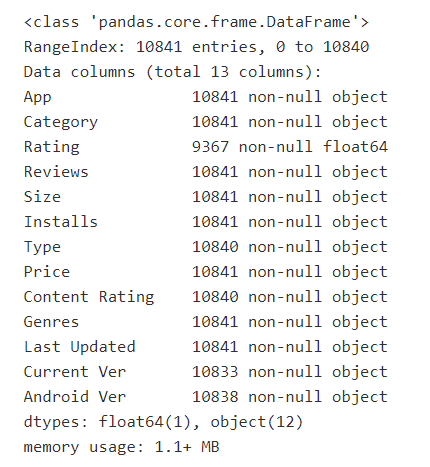 <class 'pandas.core.frame.DataFrame'>
RangeIndex: 10841 entries, 0 to 10840
Data columns (total 13 columns):
App               10841 non-null object
Category          10841 non-null object
Rating            9367 non-null float64
Reviews           10841 non-null object
Size              10841 non-null object
Installs          10841 non-null object
Type              10840 non-null object
Price             10841 non-null object
Content Rating    10840 non-null object
Genres            10841 non-null object
Last Updated      10841 non-null object
Current Ver       10833 non-null object
Android Ver       10838 non-null object
dtypes: float64(1), object(12)
memory usage: 1.1+ MB